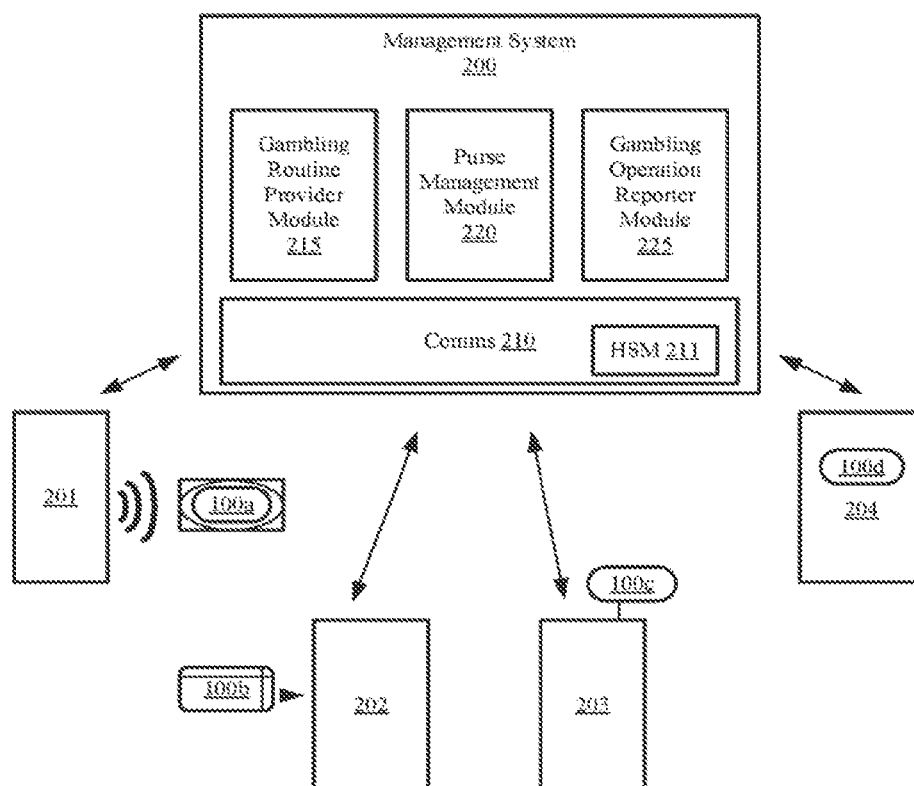 Management System
200
Gambling
Routine
Provider
Module
215
Purse
Management
Module
220
Gambling
Operation
Reporter
Module
225
Comms 210
HSM 211
201
100a
100d
204
100c
100b
202
203